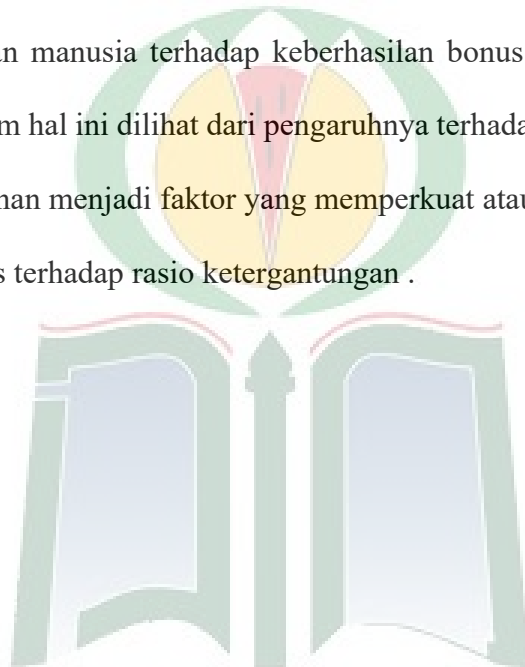 n manusia terhadap keberhasilan bonus
m hal ini dilihat dari pengaruhnya terhada
nan menjadi faktor yang memperkuat atau
s terhadap rasio ketergantungan .